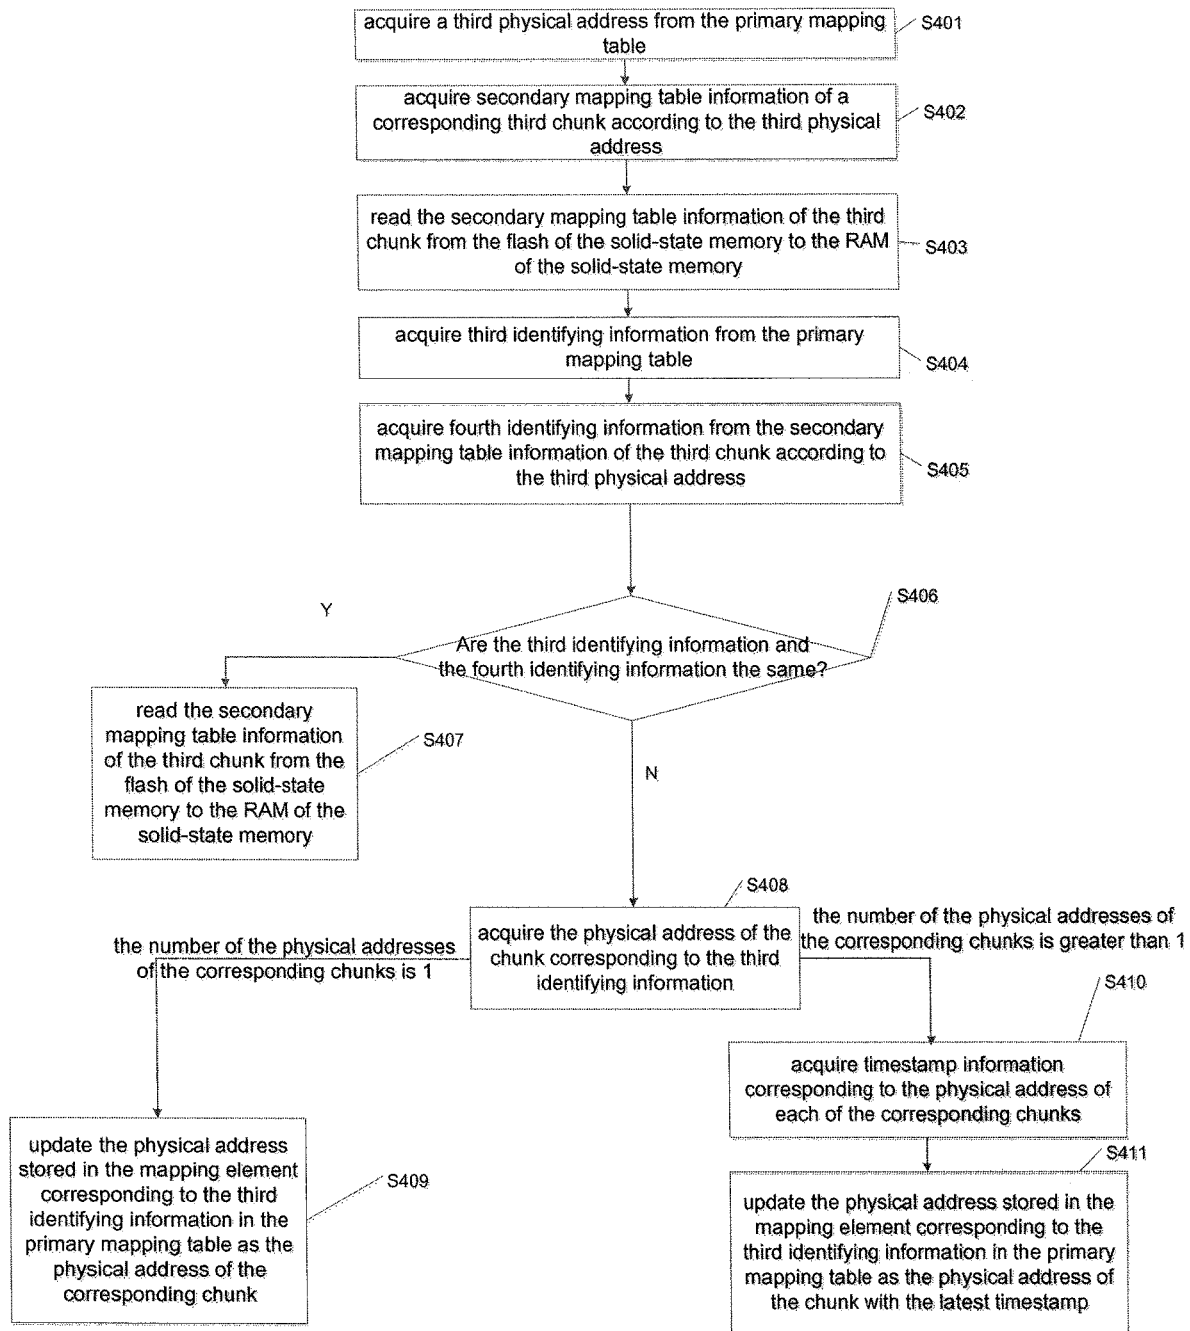 acquire a third physical address from the primary mapping
table
S401
acquire secondary mapping table information of a
corresponding third chunk according to the third physical
address
S402
read the secondary mapping table information of the third
chunk from the flash of the solid-state memory to the RAM
of the solid-state memory
S403
acquire third identifying information from the primary
mapping table
S404
acquire fourth identifying information from the secondary
mapping table information of the third chunk according to
the third physical address
S405
S406
Y
Are the third identifying information and
the fourth identifying information the same?
read the secondary
mapping table information
of the third chunk from the
flash of the solid-state
memory to the RAM of the
solid-state memory
S407
N
S408
the number of the physical addresses
of the corresponding chunks is 1
acquire the physical address of the
chunk corresponding to the third
identifying information
the number of the physical addresses of
the corresponding chunks is greater than 1
S410
acquire timestamp information
corresponding to the physical address of
each of the corresponding chunks
update the physical address
stored in the mapping element
corresponding to the third
identifying information in the
primary mapping table as the
physical address of the
corresponding chunk
S409
S411
update the physical address stored in the
mapping element corresponding to the
third identifying information in the primary
mapping table as the physical address of
the chunk with the latest timestamp